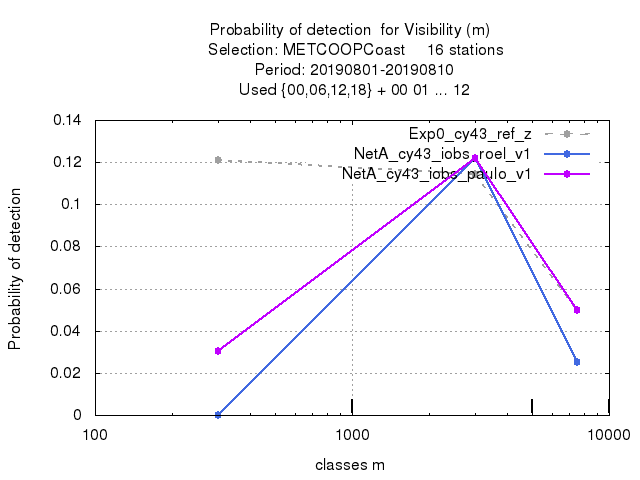 Probability of detection  for Visibility (m)
Selection: METCOOPCoast     16 stations
Period: 20190801-20190810
Used {00,06,12,18} + 00 01 ... 12
0.14
0.12
0.1
0.08
0.06
0.04
0.02
0
Probability of detection
Exp0_cy43_ref_z
NetA_cy43_iobs_roel_v1
NetA_cy43_iobs_paulo_v1
100
1000
10000
classes m